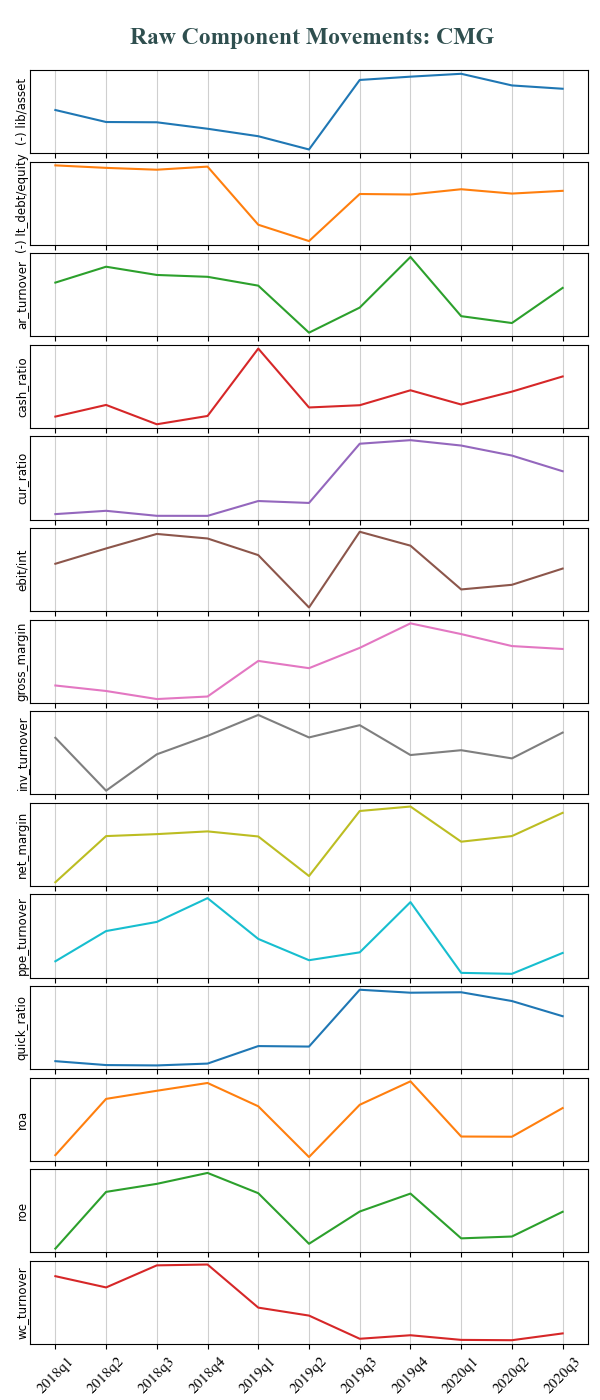 Raw Component Movements: CMG
(-) lib/asset
(-) lt_debt/equity
ar_turnover
cash_ratio
cur_ratio
ebit/int
gross_margin
inv_turnover
net_margin
ppe_turnover
quick_ratio
roa
roe
wc_turnover
2018q1 2018q2 2018q3 2018q4 2019q1 2019q2 2019q3 2019q4 2020q1 2020q2 2020q3